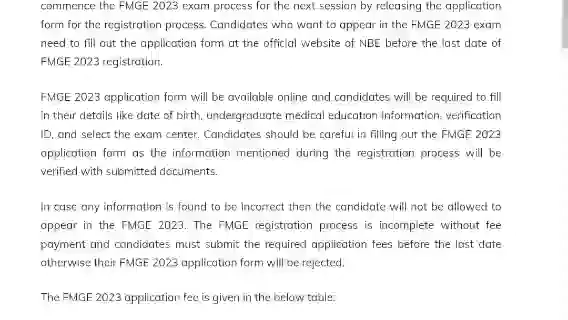 commence the FMGE 2023 exam process for the next session by releasing the application
form for the registration process. Candidates who want to appear in the FMGE 2023 exam
need to fill out the application form at the official website of NBE before the last date of
FMGE 2023 registration.
FMGE 2023 application form will be available online and candidates will be required to fill
in their details like date of birth, undergraduate medical education information, verification
ID, and select the exam center. Candidates should be careful in filling out the FMGE 2023
application form as the information mentioned during the registration process will be
verified with submitted documents.
In case any information is found to be incorrect then the candidate will not be allowed to
appear in the FMGE 2023. The FMGE registration process is incomplete without fee
payment and candidates must submit the required application fees before the last date
otherwise their FMGE 2023 application form will be rejected.
The FMGE 2023 application fee is given in the below table: